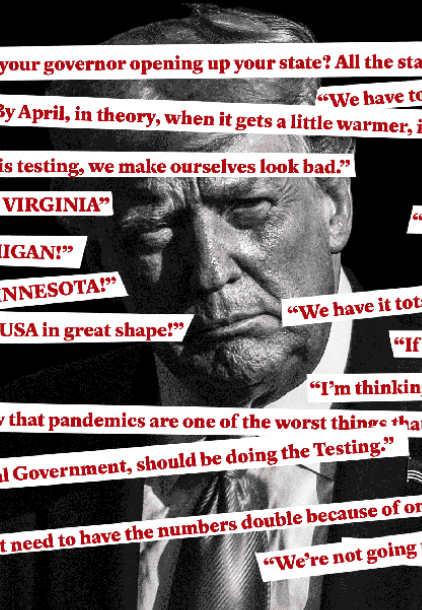 your governor opening up your state? All the sta
“We have to
By April, in theory, when it gets a little warmer, i
is testing, we make ourselves look bad.”
VIRGINIA”
“
IGAN!”
NNESOTA!”
“We have it tot
USA in great shape!”
“If
“I’m thinking
that pandemics are one of the worst things tha
l Government, should be doing the Testing.”
t need to have the numbers double because of on
“We’re not going